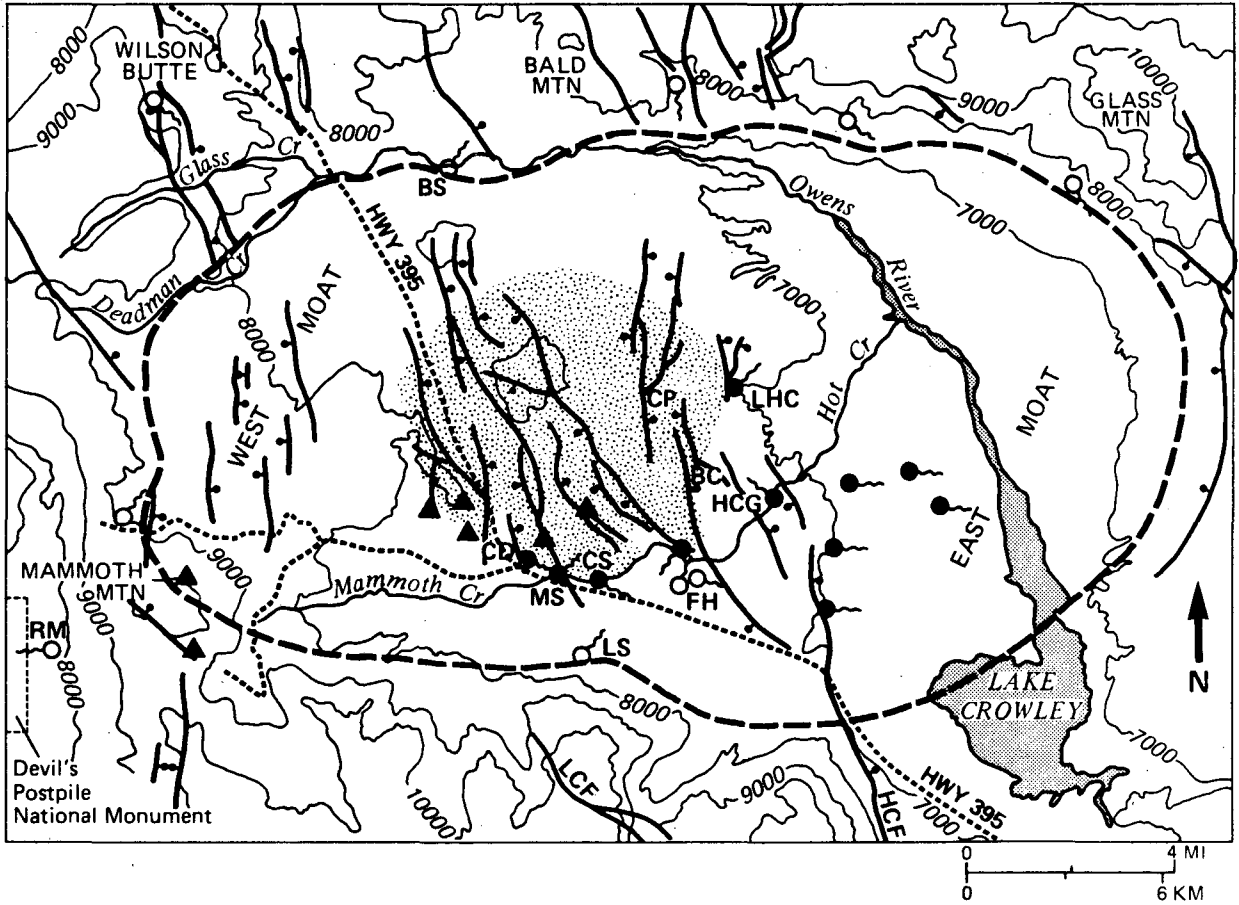 WILSON
BUTTE
BALD
MTN
GLASS
MTN
8000
9000
8000
8000
9000
10000
8000
7000
Glass Cr
BS
Owens
River
HWY 395
Deadman
Cr
MOAT
8000
7000
Hot Cr
MOAT
CP
LHC
WEST
BC
HCG
EAST
9000
MAMMOTH
MTN
CD
CS
MS
Mammoth Cr
FH
RM
9000
8000
LS
8000
LAKE
CROWLEY
N
7000
Devil's
Postpile
National Monument
10000
LCF
9000
HCF
7000
HWY 395
0 4 MI
0 6 KM